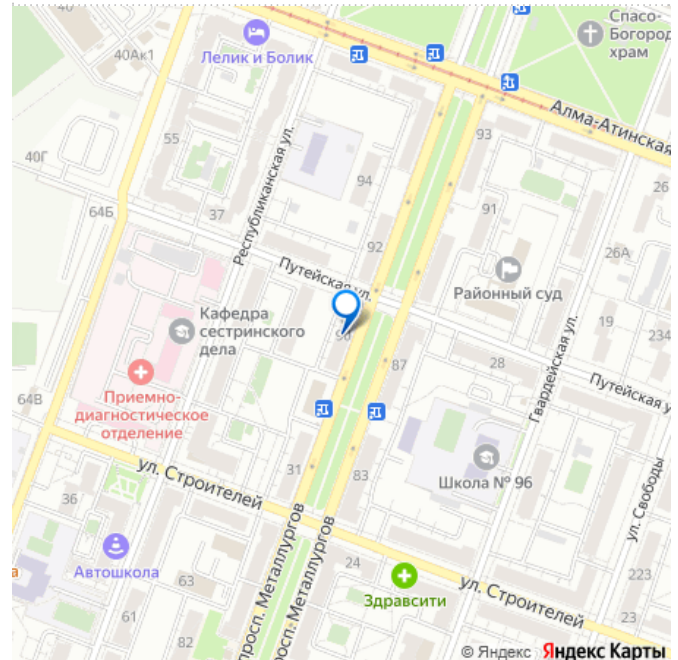 40
40Ак1
Лелик и Болик
Спасо-
Богород
храм
Алма-Атинская
55
40Г
Республиканская ул.
94
93
26
64Б
37
91
92
26А
Путейская ул.
Районный суд
Кафедра
сестринского
дела
90
19
234
Гвардейская ул.
87
28
Путейская у
Приемно-
диагностическое
отделение
64В
ул. Строителей
31
83
Школа № 96
ул. Свободы
36
Автошкола
63
24
Здравсити
ул. Строителей
223
61
23
82
просп. Металлургов
просп. Металлургов
а
© Яндекс Яндекс Карты